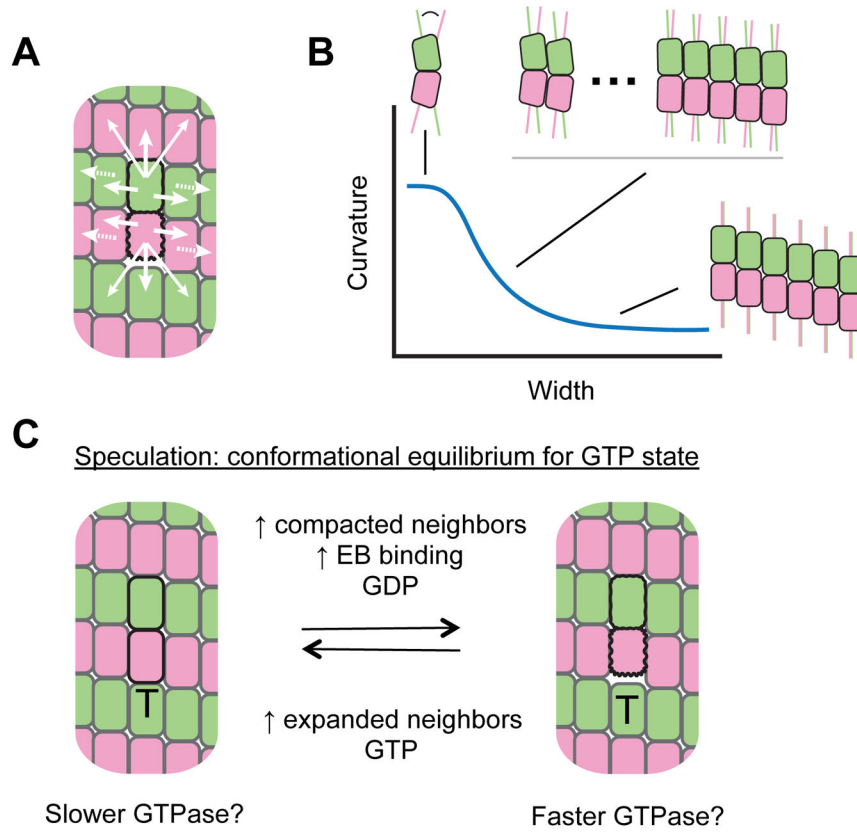 A
B
...
Curvature
Width
C
Speculation: conformational equilibrium for GTP state
↑ compacted neighbors
↑ EB binding
GDP
↑ expanded neighbors
GTP
T
T
Slower GTPase?
Faster GTPase?